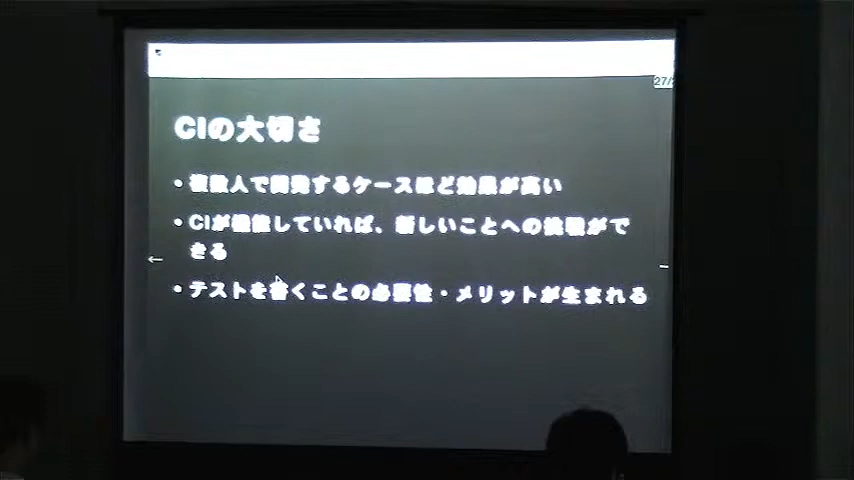 27/
CIの大切さ
• 複数人で開発するケースほど効果が高い
• CIが機能していれば、新しいことへの挑戦がで
きる
←
• テストを書くことの必要性・メリットが生まれる